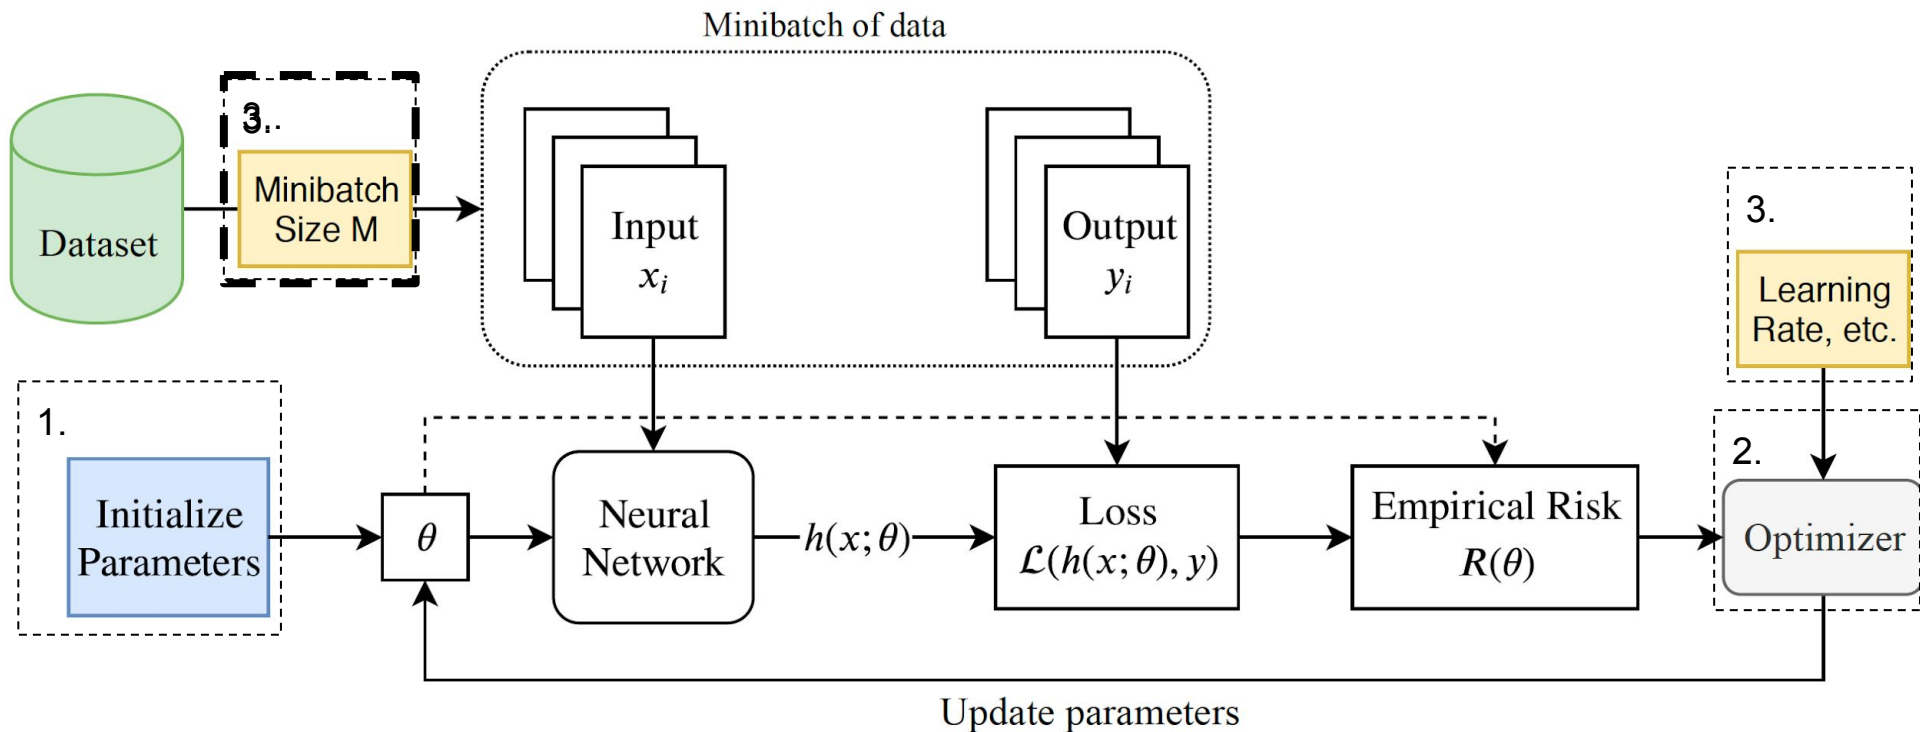 Minibatch of data
3.
Minibatch
Size M
Dataset
Input
xᵢ
Output
yᵢ
3.
Learning
Rate, etc.
1.
Initialize
Parameters
θ
Neural
Network
h(x; θ)
Loss
ℒ(h(x; θ), y)
Empirical Risk
R(θ)
2.
Optimizer
Update parameters